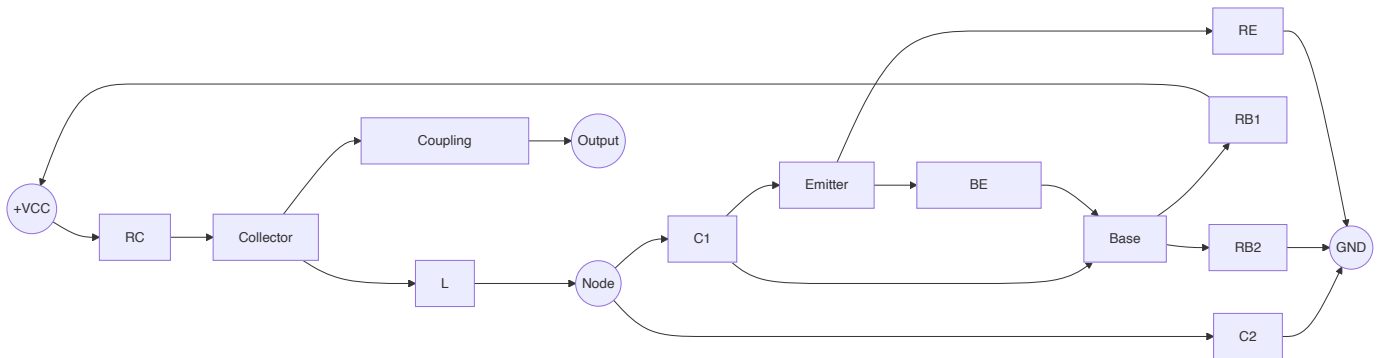 RE
RB1
Coupling
Output
Emitter
BE
+VCC
RC
Collector
C1
Base
RB2
GND
L
Node
C2